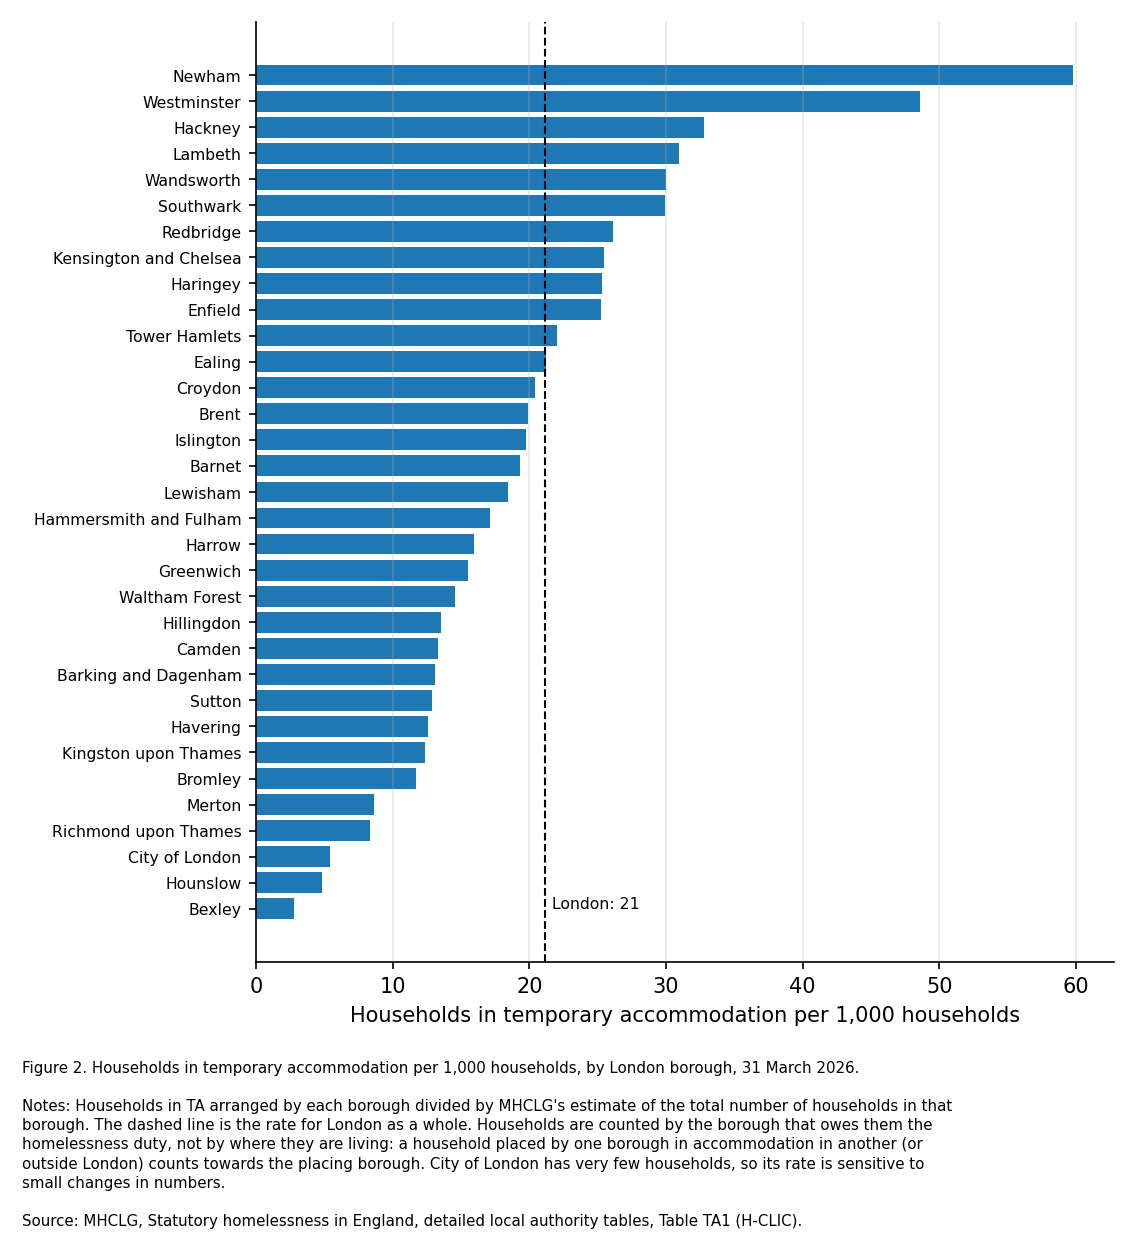 Newham
Westminster
Hackney
Lambeth
Wandsworth
Southwark
Redbridge
Kensington and Chelsea
Haringey
Enfield
Tower Hamlets
Ealing
Croydon
Brent
Islington
Barnet
Lewisham
Hammersmith and Fulham
Harrow
Greenwich
Waltham Forest
Hillingdon
Camden
Barking and Dagenham
Sutton
Havering
Kingston upon Thames
Bromley
Merton
Richmond upon Thames
City of London
Hounslow
Bexley
London: 21
0 10 20 30 40 50 60
Households in temporary accommodation per 1,000 households
Figure 2. Households in temporary accommodation per 1,000 households, by London borough, 31 March 2026.
Notes: Households in TA arranged by each borough divided by MHCLG's estimate of the total number of households in that
borough. The dashed line is the rate for London as a whole. Households are counted by the borough that owes them the
homelessness duty, not by where they are living: a household placed by one borough in accommodation in another (or
outside London) counts towards the placing borough. City of London has very few households, so its rate is sensitive to
small changes in numbers.
Source: MHCLG, Statutory homelessness in England, detailed local authority tables, Table TA1 (H-CLIC).